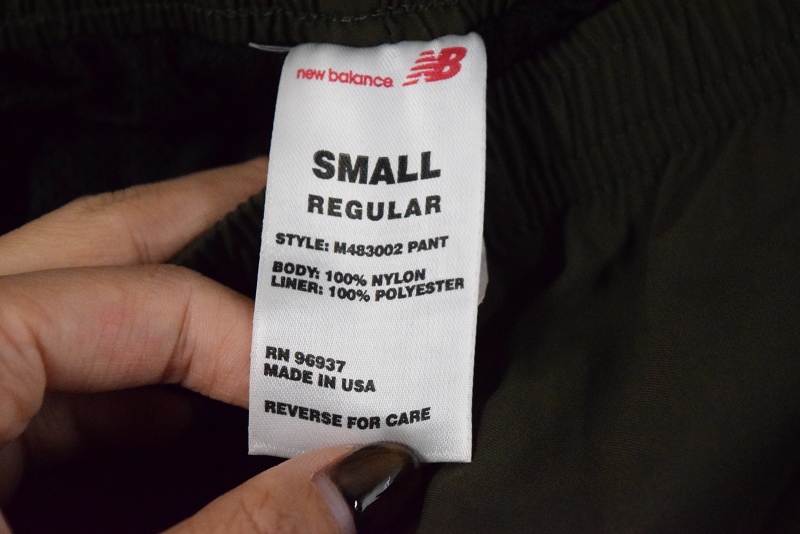 new balance NB
SMALL
REGULAR
STYLE: M483002 PANT
BODY: 100% NYLON
LINER: 100% POLYESTER
RN 96937
MADE IN USA
REVERSE FOR CARE